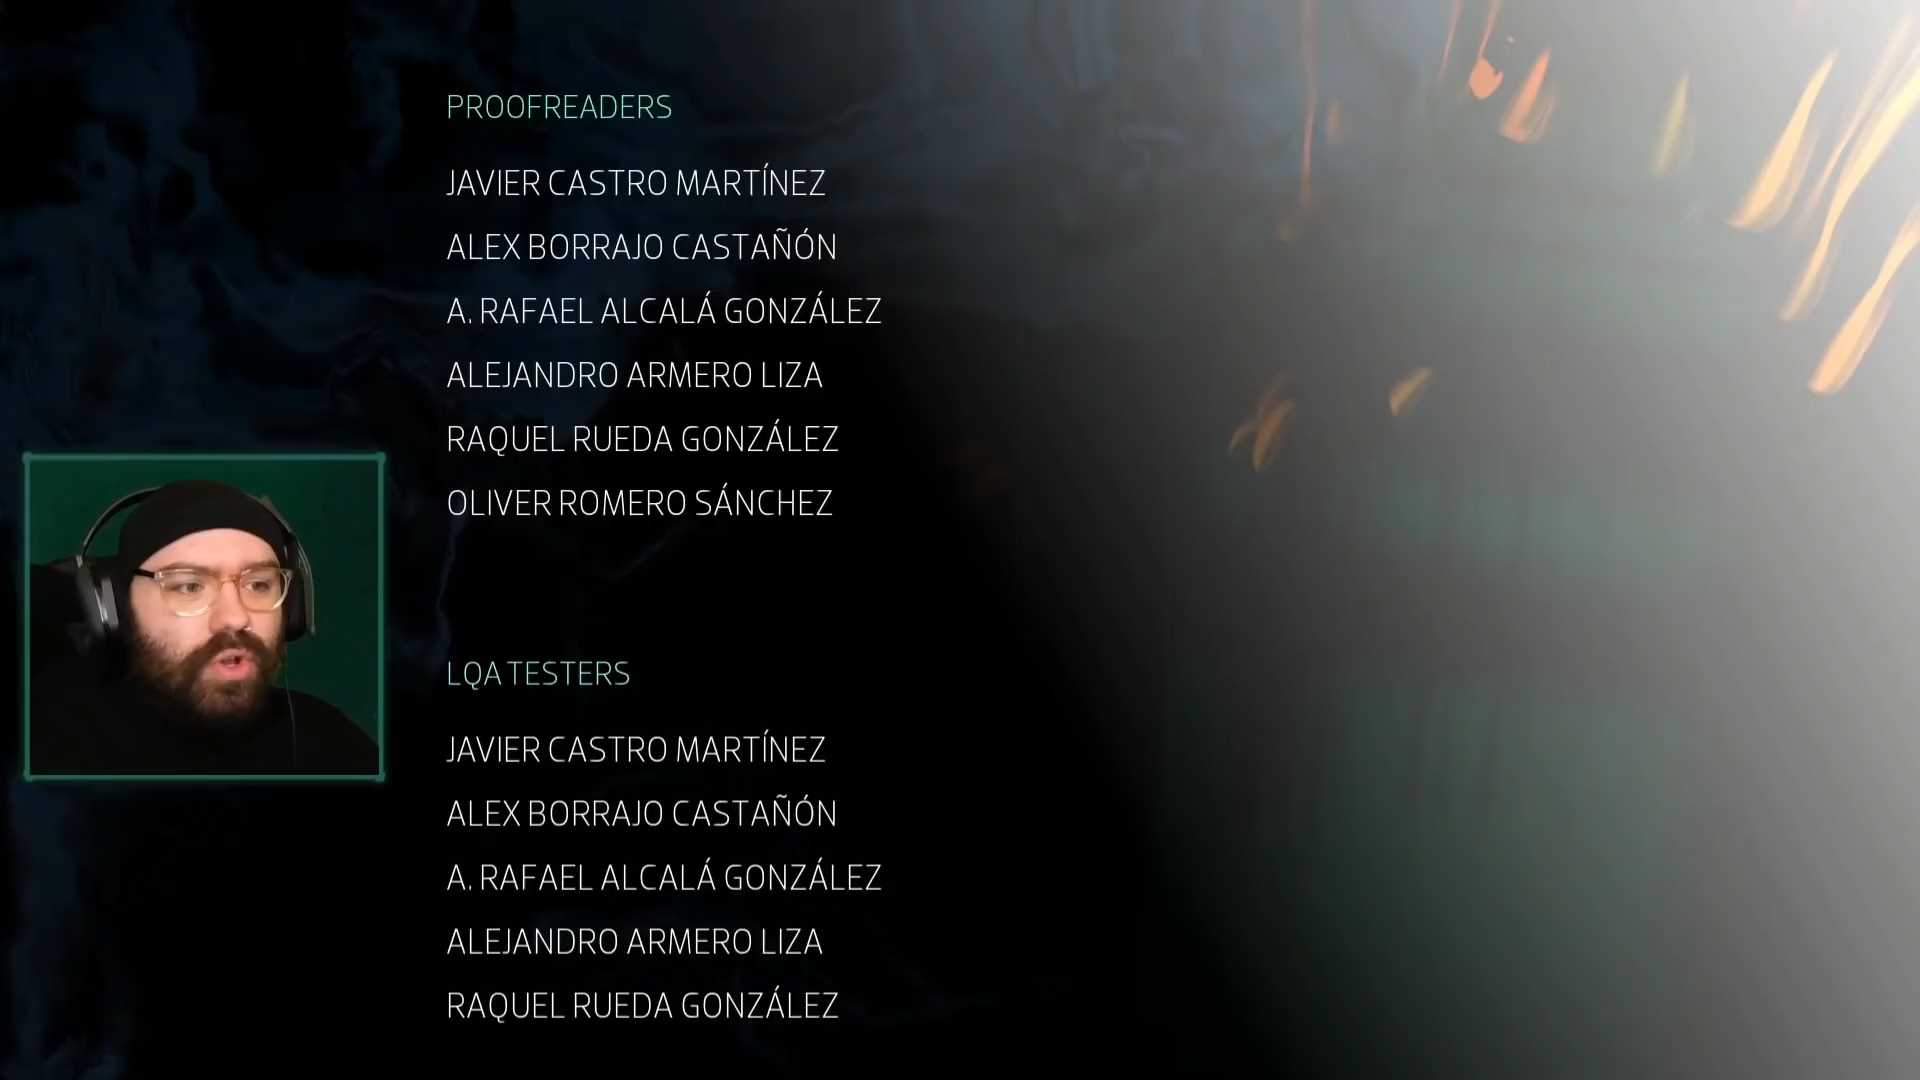 PROOFREADERS
JAVIER CASTRO MARTÍNEZ
ALEX BORRAJO CASTAÑÓN
A. RAFAEL ALCALÁ GONZÁLEZ
ALEJANDRO ARMERO LIZA
RAQUEL RUEDA GONZÁLEZ
OLIVER ROMERO SÁNCHEZ
LQA TESTERS
JAVIER CASTRO MARTÍNEZ
ALEX BORRAJO CASTAÑÓN
A. RAFAEL ALCALÁ GONZÁLEZ
ALEJANDRO ARMERO LIZA
RAQUEL RUEDA GONZÁLEZ